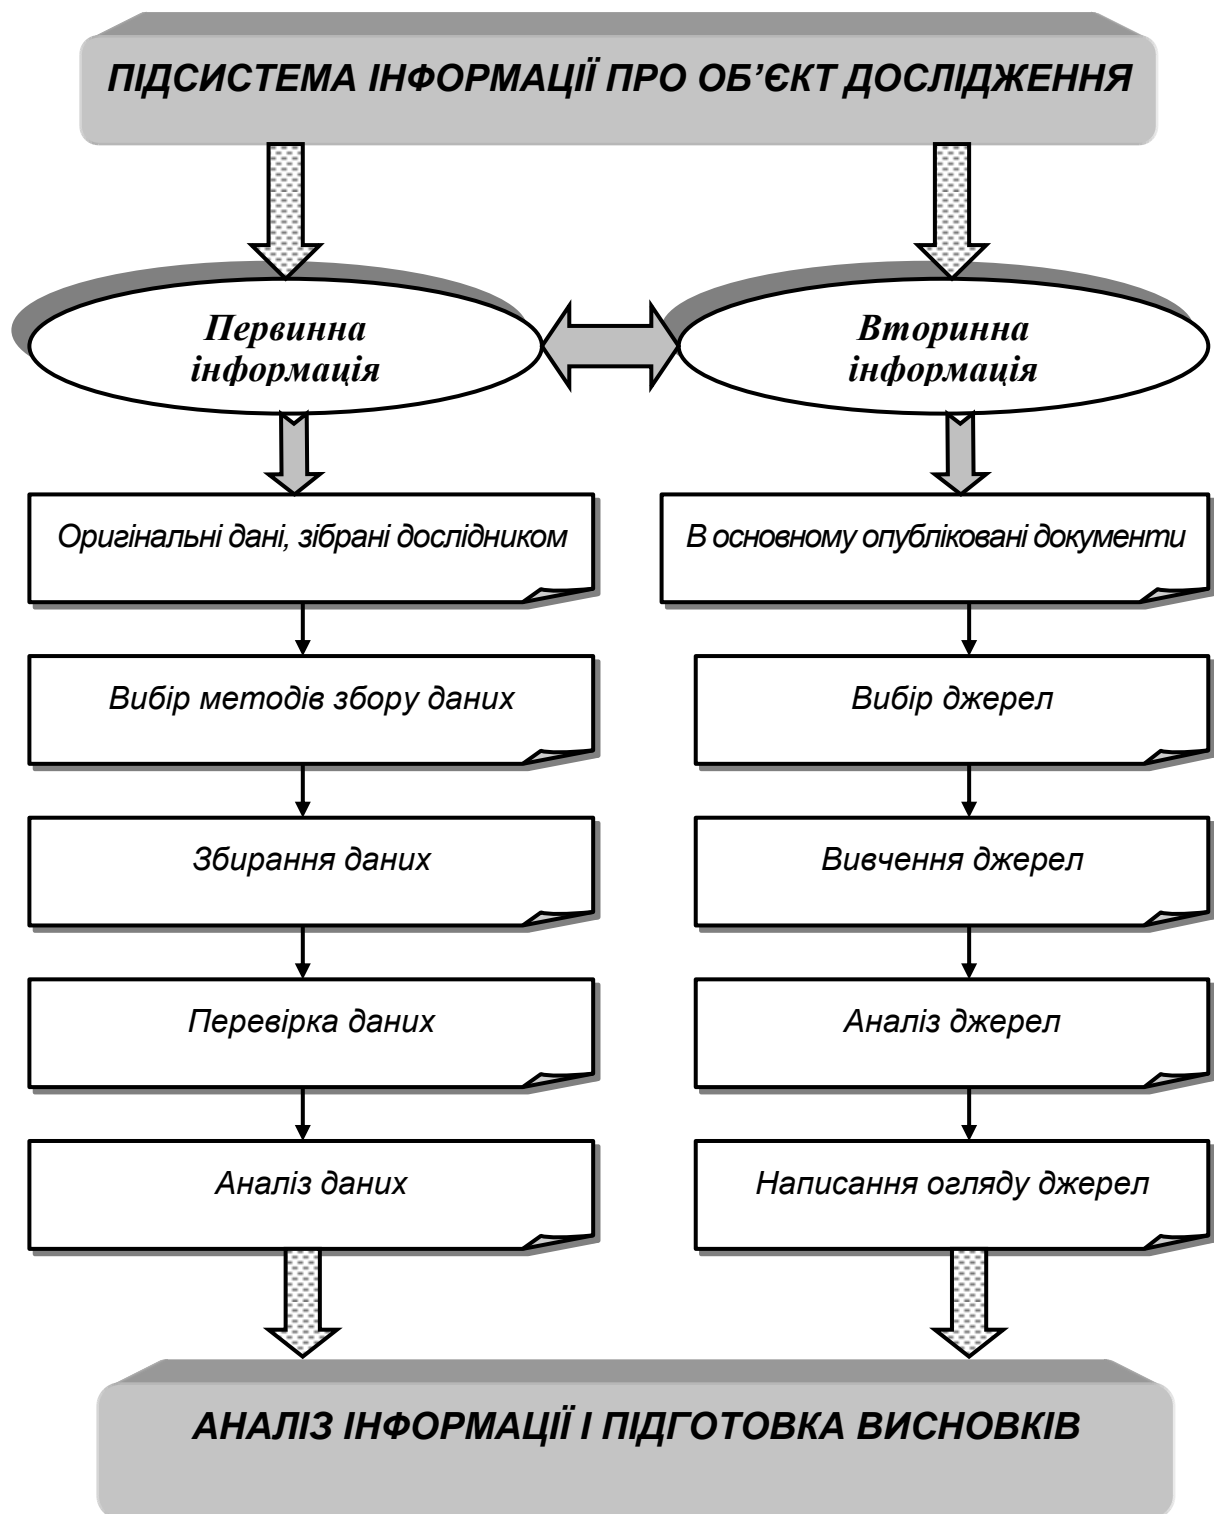 ПІДСИСТЕМА ІНФОРМАЦІЇ ПРО ОБ’ЄКТ ДОСЛІДЖЕННЯ
Первинна
інформація
Вторинна
інформація
Оригінальні дані, зібрані дослідником
В основному опубліковані документи
Вибір методів збору даних
Вибір джерел
Збирання даних
Вивчення джерел
Перевірка даних
Аналіз джерел
Аналіз даних
Написання огляду джерел
АНАЛІЗ ІНФОРМАЦІЇ І ПІДГОТОВКА ВИСНОВКІВ